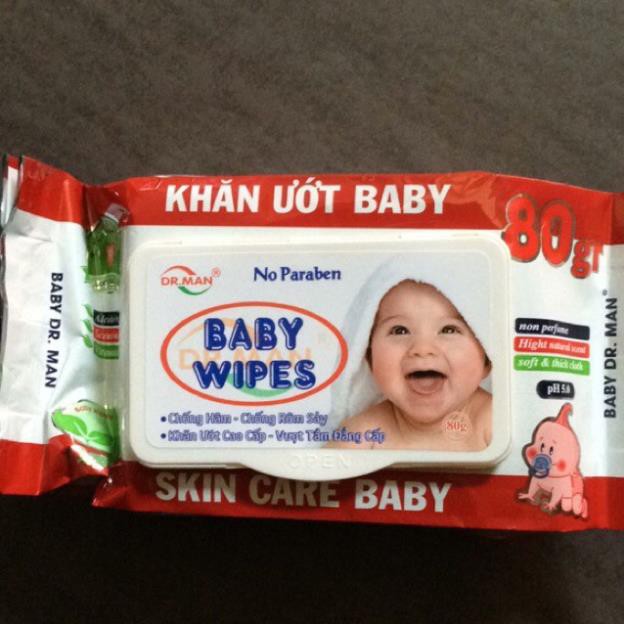 KHĂN ƯỚT BABY
80gr
DR.MAN®
No Paraben
BABY
WIPES
• Chống Hăm - Chống Rôm Sảy
• Khăn Ướt Cao Cấp - Vượt Tầm Đẳng Cấp
80g
OPEN
SKIN CARE BABY
BABY DR. MAN
non perfume
Hight natural scent
soft & thick cloth
pH 5.8
BABY DR. MAN®